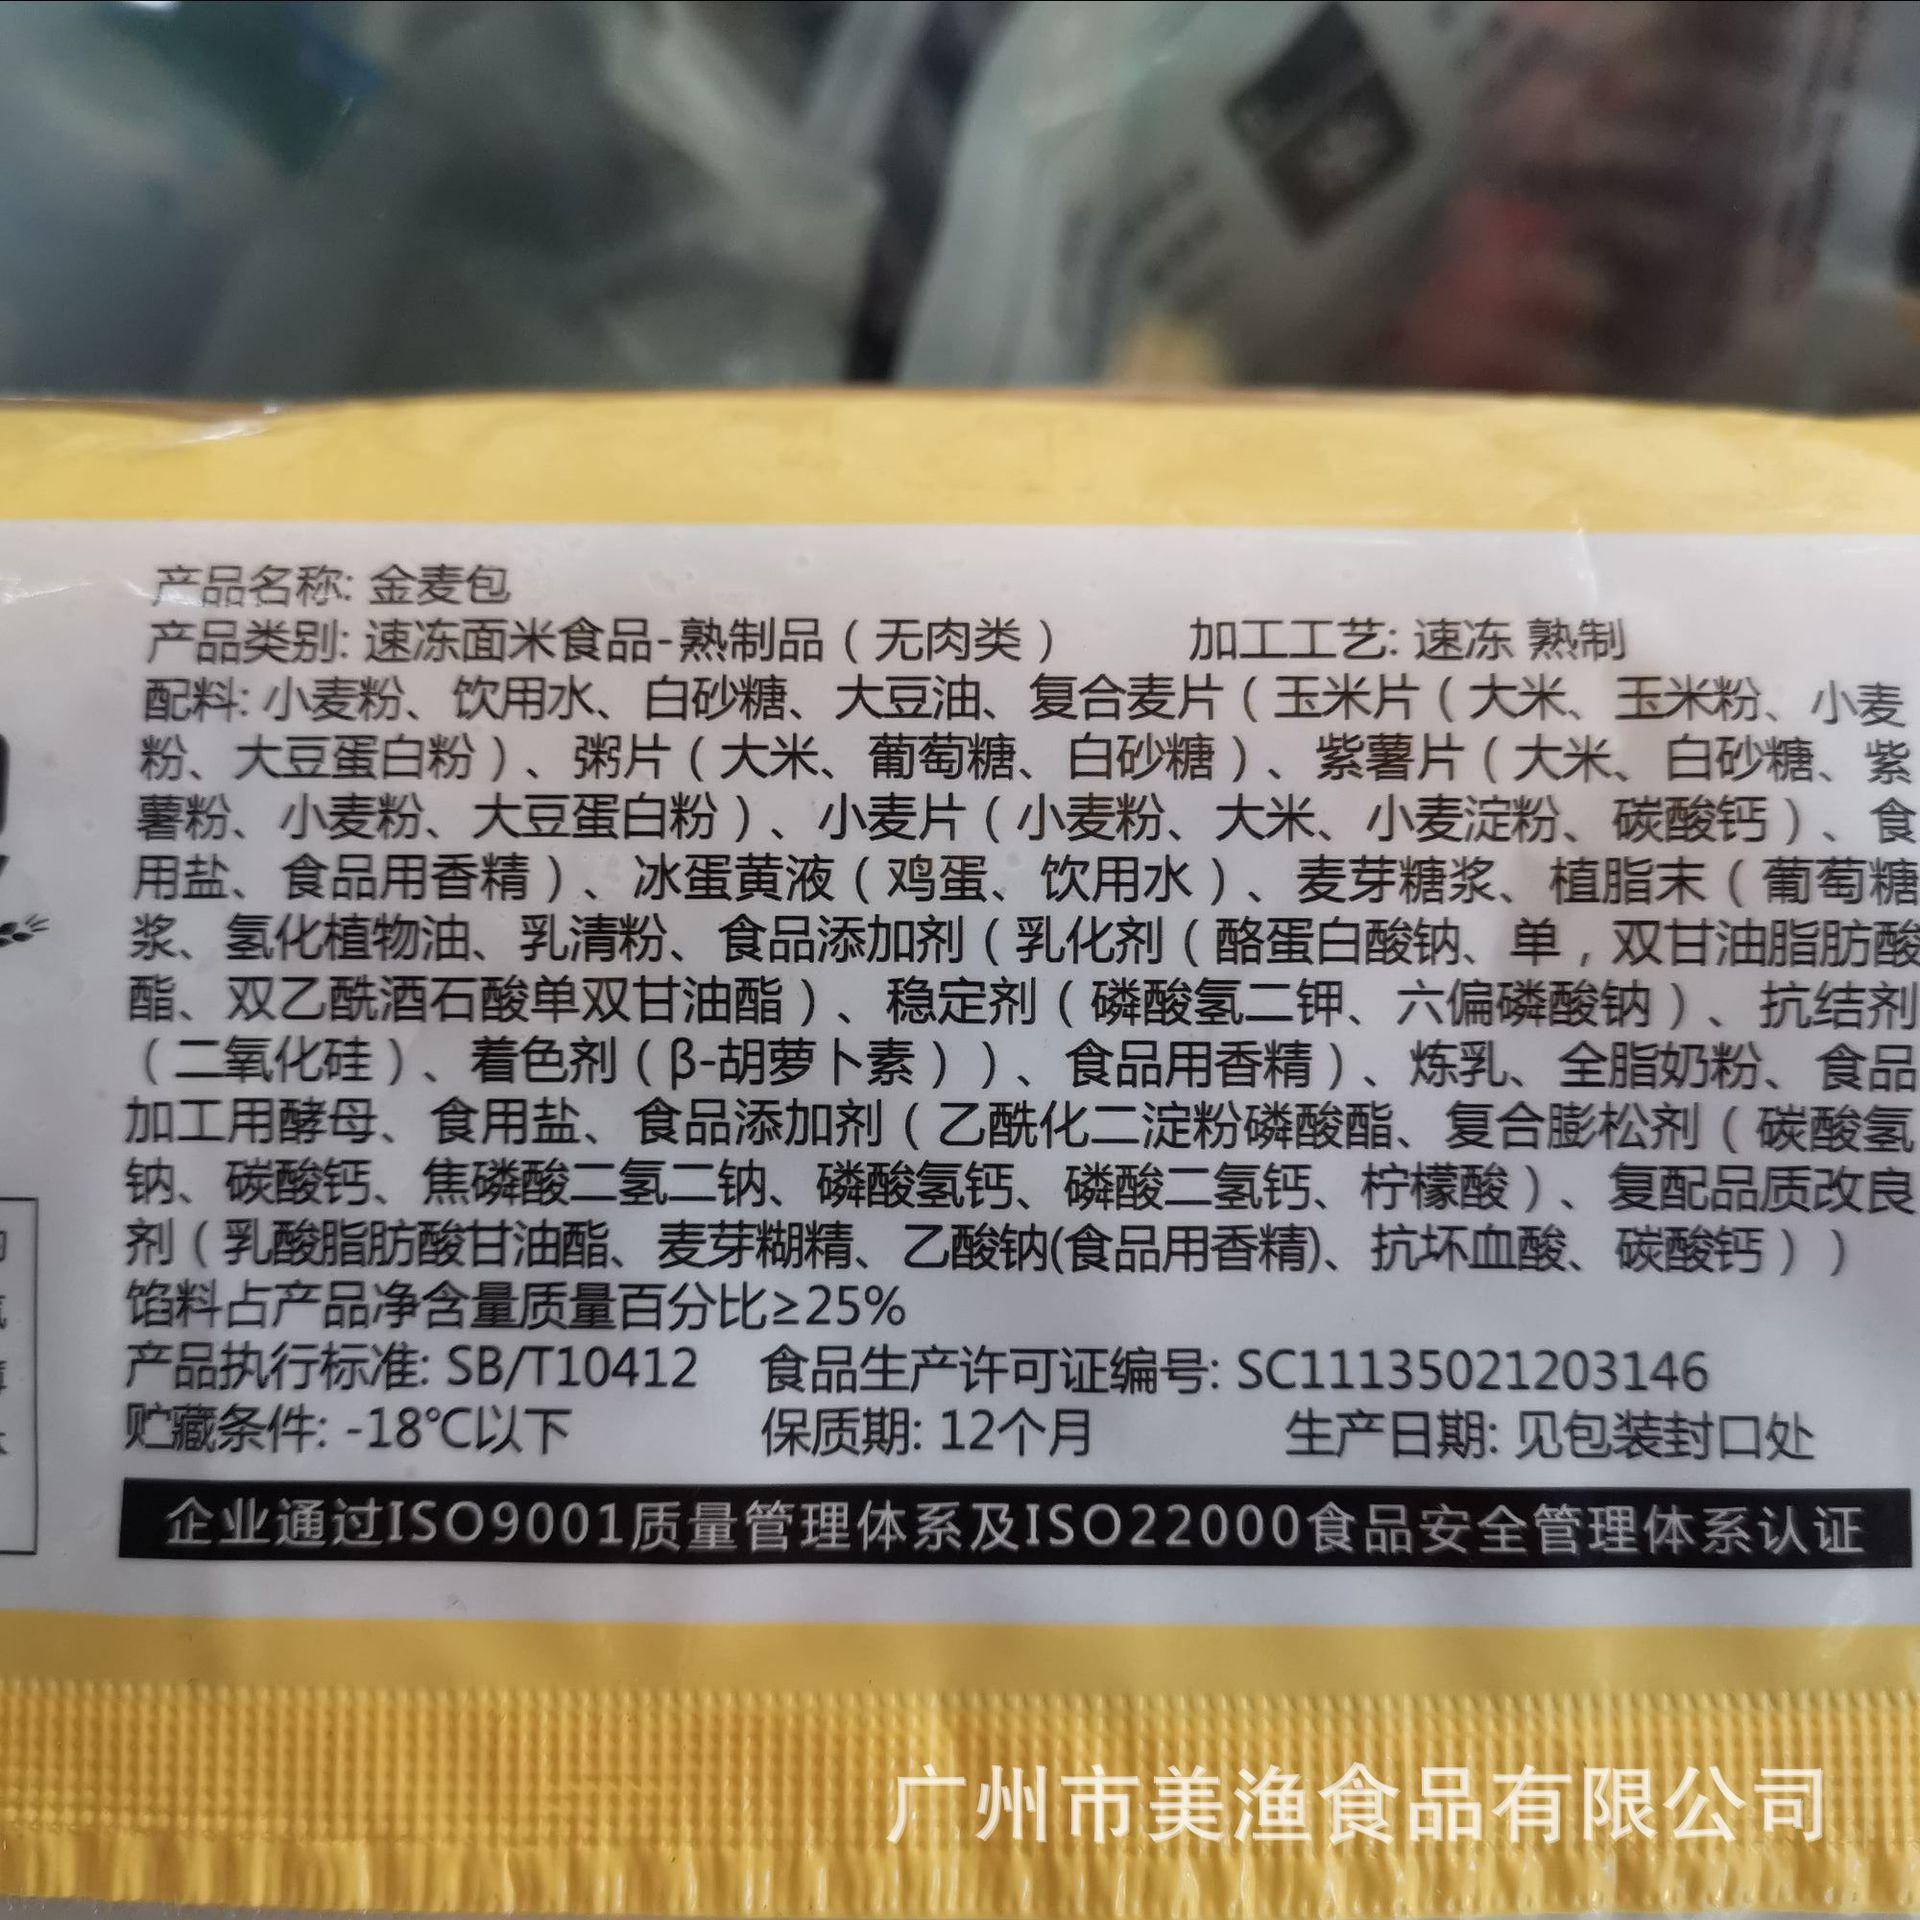 产品名称: 金麦包
产品类别: 速冻面米食品-熟制品（无肉类） 加工工艺: 速冻 熟制
配料: 小麦粉、饮用水、白砂糖、大豆油、复合麦片（玉米片（大米、玉米粉、小麦
粉、大豆蛋白粉）、粥片（大米、葡萄糖、白砂糖）、紫薯片（大米、白砂糖、紫
薯粉、小麦粉、大豆蛋白粉）、小麦片（小麦粉、大米、小麦淀粉、碳酸钙）、食
用盐、食品用香精）、冰蛋黄液（鸡蛋、饮用水）、麦芽糖浆、植脂末（葡萄糖
浆、氢化植物油、乳清粉、食品添加剂（乳化剂（酪蛋白酸钠、单，双甘油脂肪酸
酯、双乙酰酒石酸单双甘油酯）、稳定剂（磷酸氢二钾、六偏磷酸钠）、抗结剂
（二氧化硅）、着色剂（β-胡萝卜素））、食品用香精）、炼乳、全脂奶粉、食品
加工用酵母、食用盐、食品添加剂（乙酰化二淀粉磷酸酯、复合膨松剂（碳酸氢
钠、碳酸钙、焦磷酸二氢二钠、磷酸氢钙、磷酸二氢钙、柠檬酸）、复配品质改良
剂（乳酸脂肪酸甘油酯、麦芽糊精、乙酸钠(食品用香精)、抗坏血酸、碳酸钙））
馅料占产品净含量质量百分比≥25%
产品执行标准: SB/T10412 食品生产许可证编号: SC11135021203146
贮藏条件: -18℃以下 保质期: 12个月 生产日期: 见包装封口处
企业通过ISO9001质量管理体系及ISO22000食品安全管理体系认证
广州市美渔食品有限公司